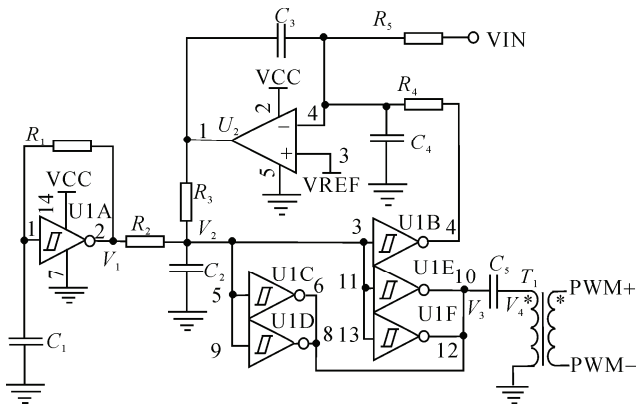 C3
R5
VIN
VCC
2
4
R4
1
U2
−
+
3
VREF
5
C4
R1
R3
VCC
14
U1A
1
2
R2
V2
V1
7
C2
C1
3
U1B
4
U1C
6
5
U1D
9
8
11
U1E
10
C5
V3
V4
T1
*
*
PWM+
U1F
13
12
PWM−